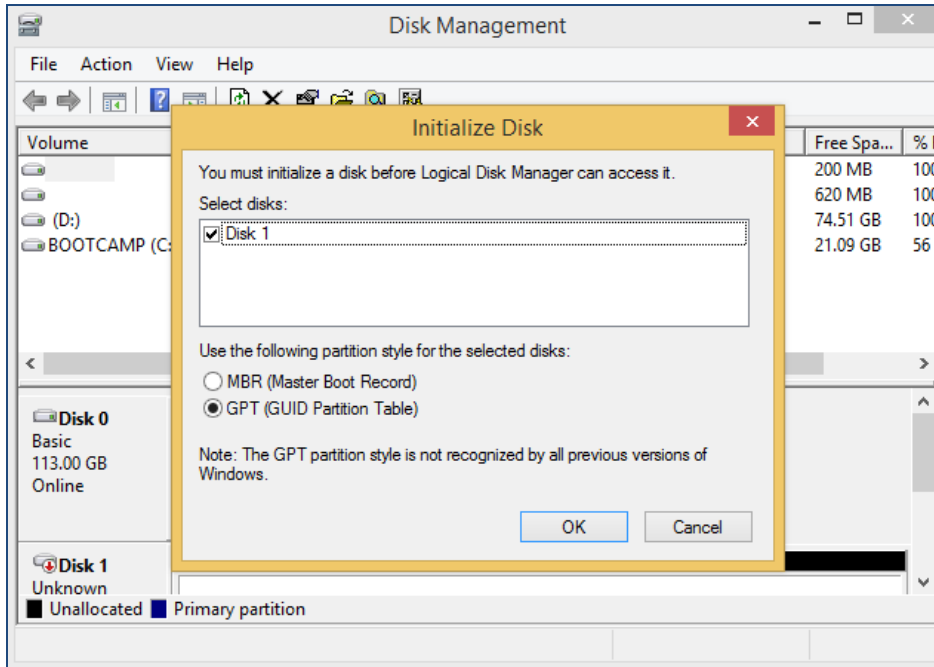 Disk Management
File Action View Help
Initialize Disk
Volume
Free Spa... %
200 MB 100
620 MB 100
(D:)
74.51 GB 100
BOOTCAMP (C:
21.09 GB 56
You must initialize a disk before Logical Disk Manager can access it.
Select disks:
Disk 1
Use the following partition style for the selected disks:
MBR (Master Boot Record)
GPT (GUID Partition Table)
Note: The GPT partition style is not recognized by all previous versions of
Windows.
OK Cancel
Disk 0
Basic
113.00 GB
Online
Disk 1
Unknown
Unallocated Primary partition